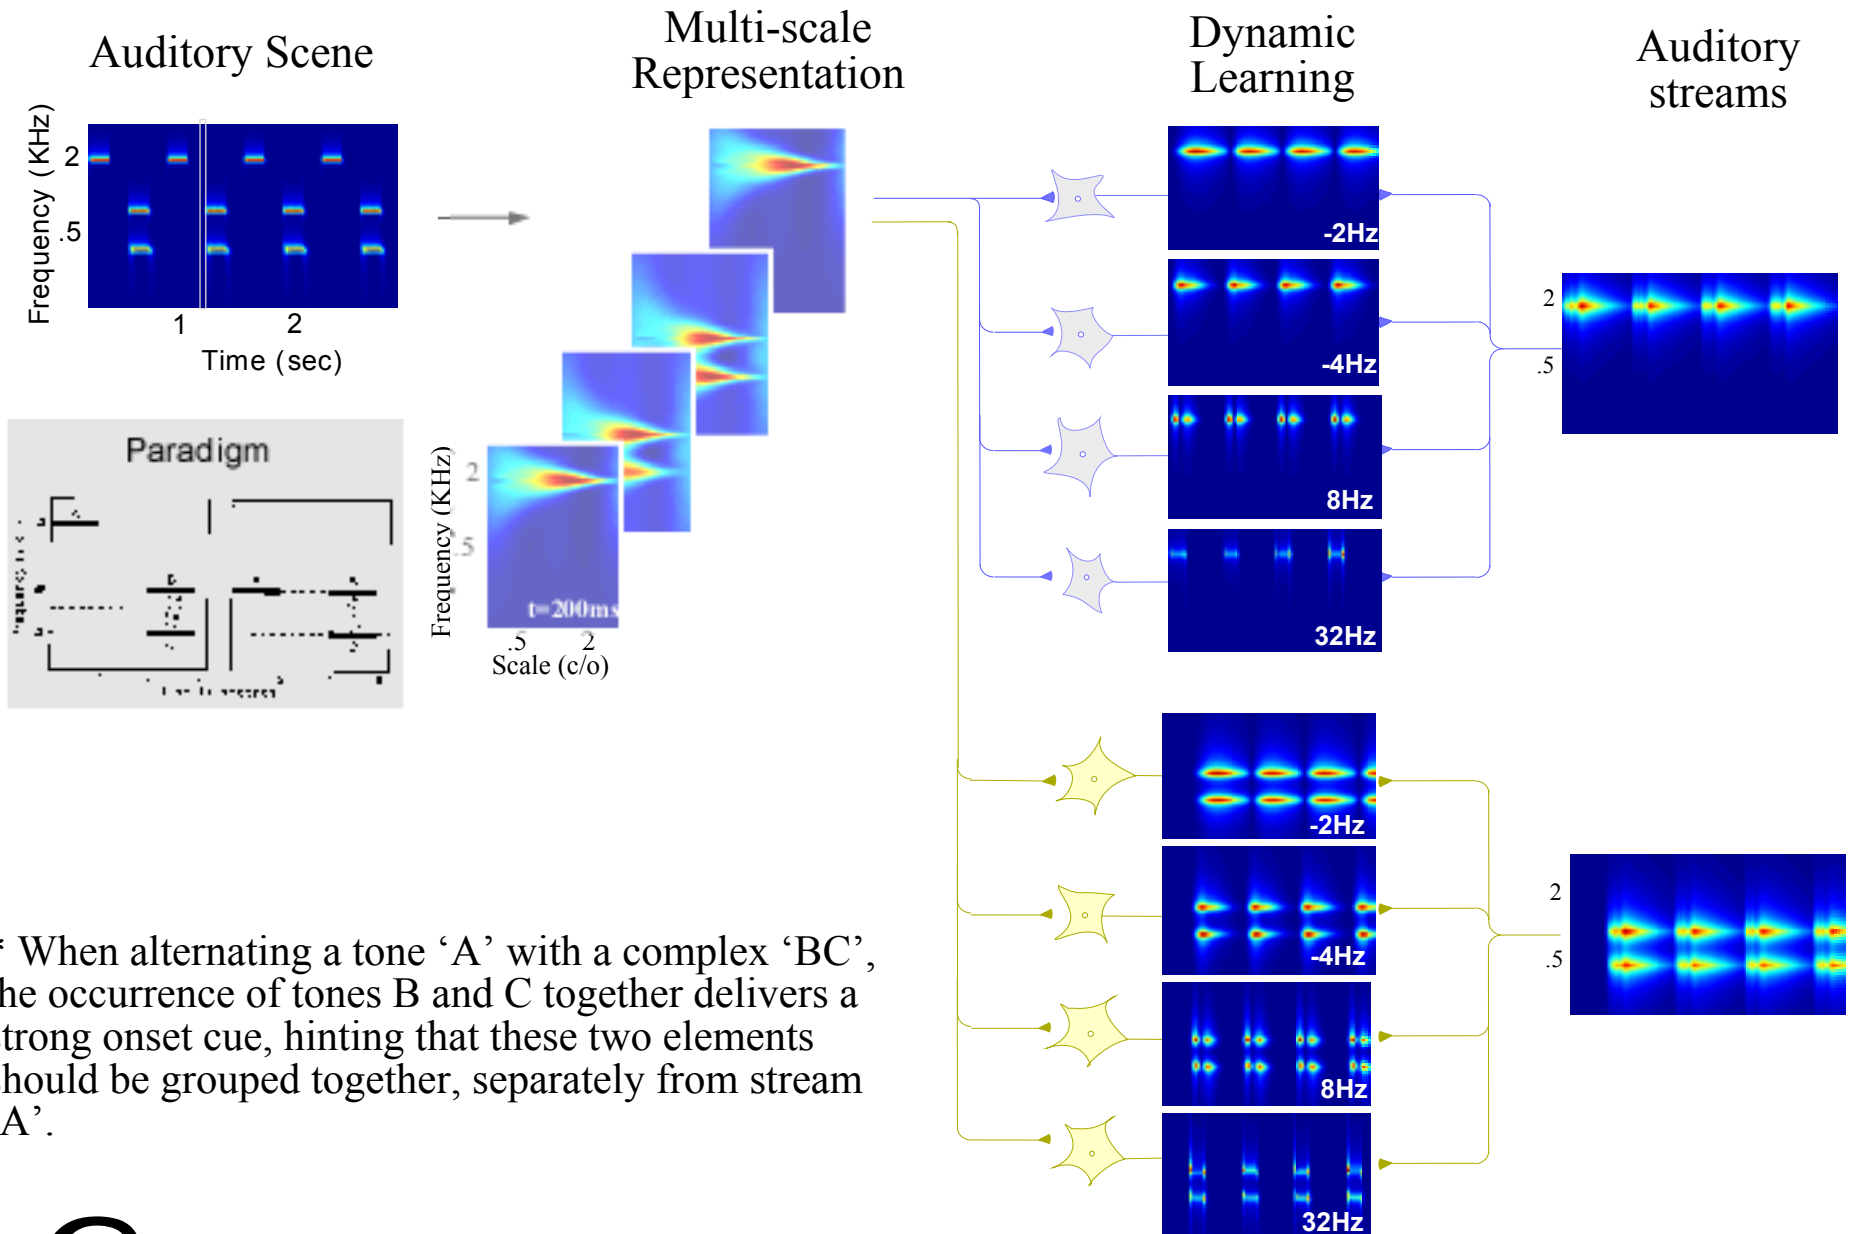 Auditory Scene
Multi-scale
Representation
Dynamic
Learning
Auditory
streams
Frequency (KHz)
2
.5
1
2
Time (sec)
Paradigm
Frequency (KHz)
2
.5
t=200ms
.5
2
Scale (c/o)
-2Hz
-4Hz
8Hz
32Hz
2
.5
-2Hz
-4Hz
8Hz
32Hz
2
.5
* When alternating a tone ‘A’ with a complex ‘BC’,
he occurrence of tones B and C together delivers a
trong onset cue, hinting that these two elements
hould be grouped together, separately from stream
A’.